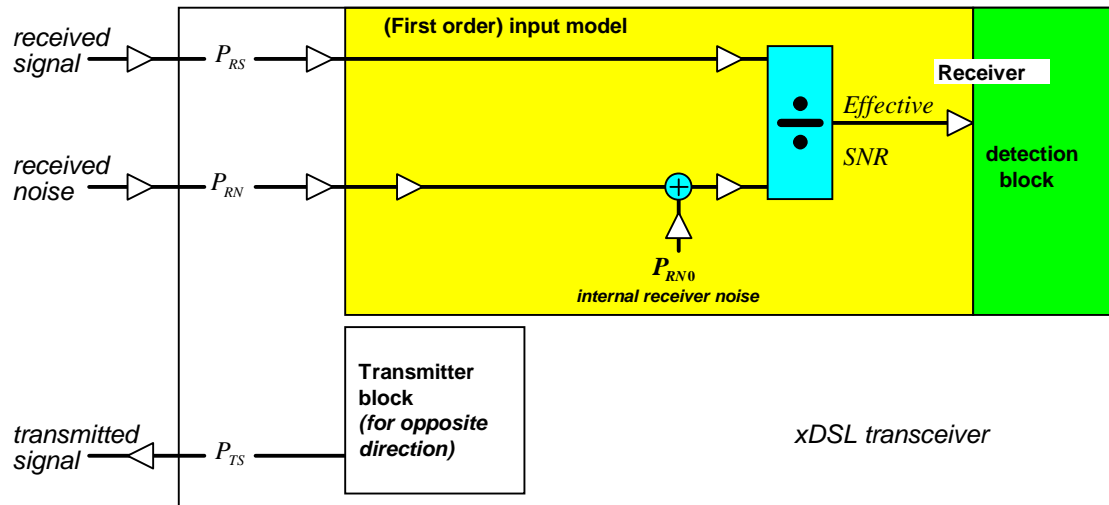 (First order) input model
received
signal
P_RS
Receiver
Effective
SNR
detection
block
received
noise
P_RN
P_RN0
internal receiver noise
Transmitter
block
(for opposite
direction)
transmitted
signal
P_TS
xDSL transceiver